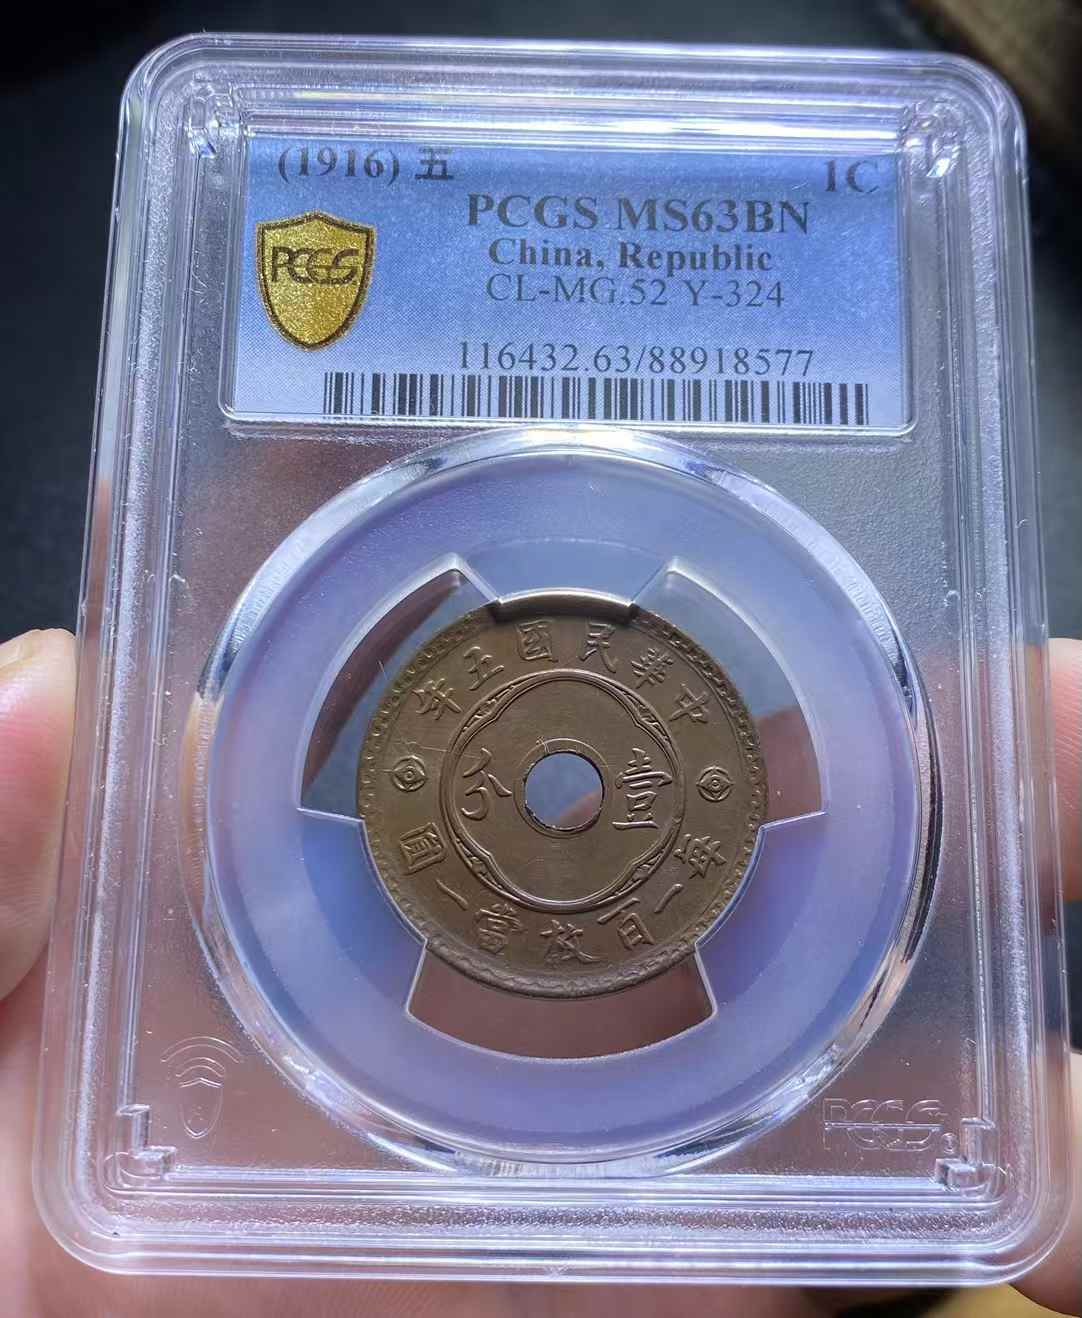 (1916) 五 1C
PCGS MS63BN
China, Republic
CL-MG.52 Y-324
116432.63/88918577
PCGS
中華民國五年
壹分
每一百枚當一圓
PCGS